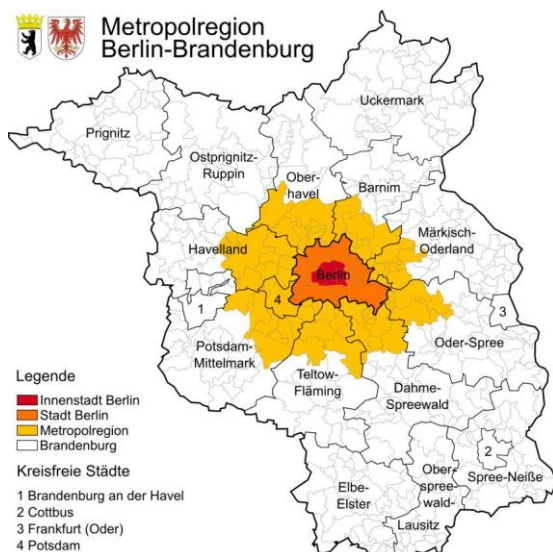 Metropolregion
Berlin-Brandenburg
Uckermark
Prignitz
Ostprignitz-
Ruppin
Ober-
havel
Barnim
Havelland
Märkisch-
Oderland
Berlin
4
1
3
Oder-Spree
Potsdam-
Mittelmark
Teltow-
Fläming
Dahme-
Spreewald
2
Spree-Neiße
Elbe-
Elster
Ober-
spree-
wald-
Lausitz
Legende
Innenstadt Berlin
Stadt Berlin
Metropolregion
Brandenburg
Kreisfreie Städte
1 Brandenburg an der Havel
2 Cottbus
3 Frankfurt (Oder)
4 Potsdam